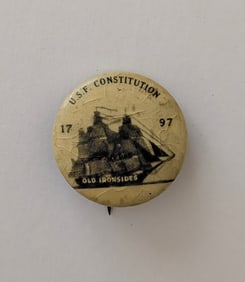 U.S.F. CONSTITUTION
17 97
OLD IRONSIDES